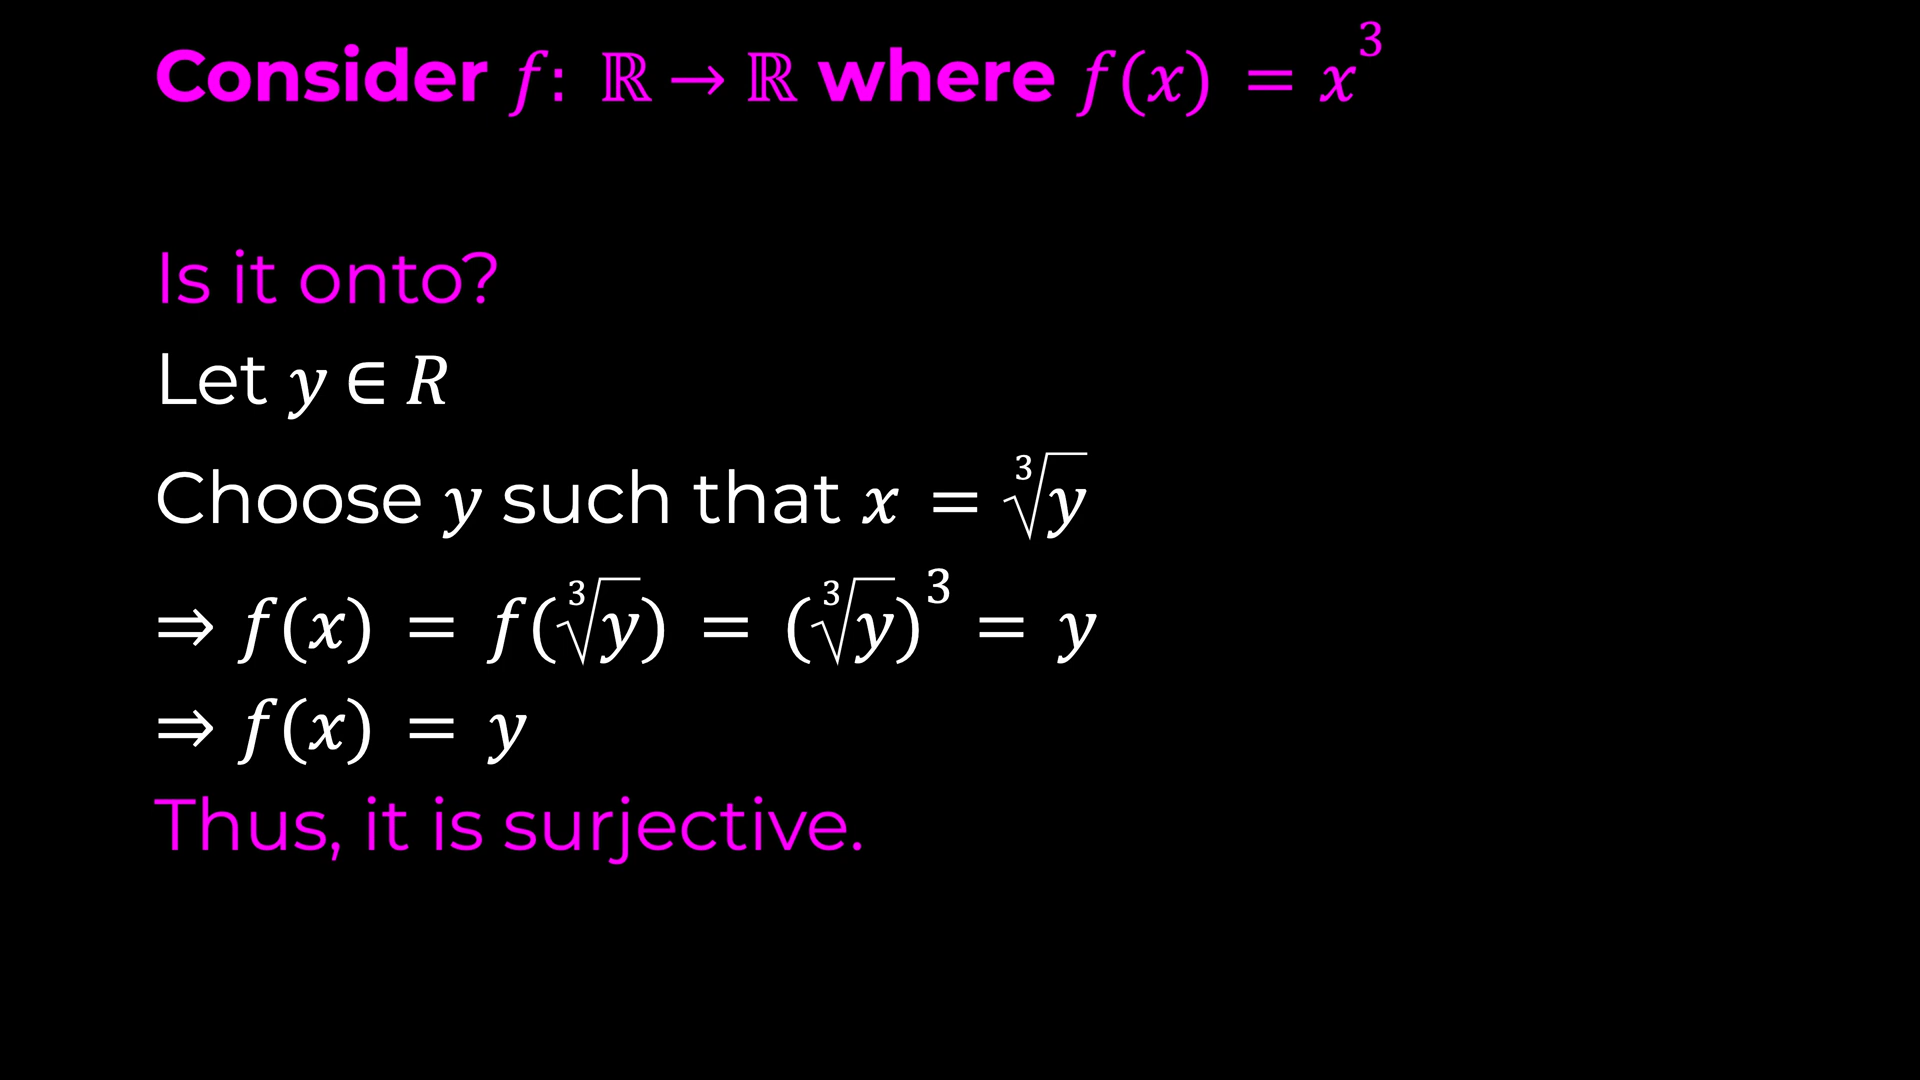 Consider f: ℝ → ℝ where f(x) = x³
Is it onto?
Let y ∈ R
Choose y such that x = ∛y
⇒ f(x) = f(∛y) = (∛y)³ = y
⇒ f(x) = y
Thus, it is surjective.